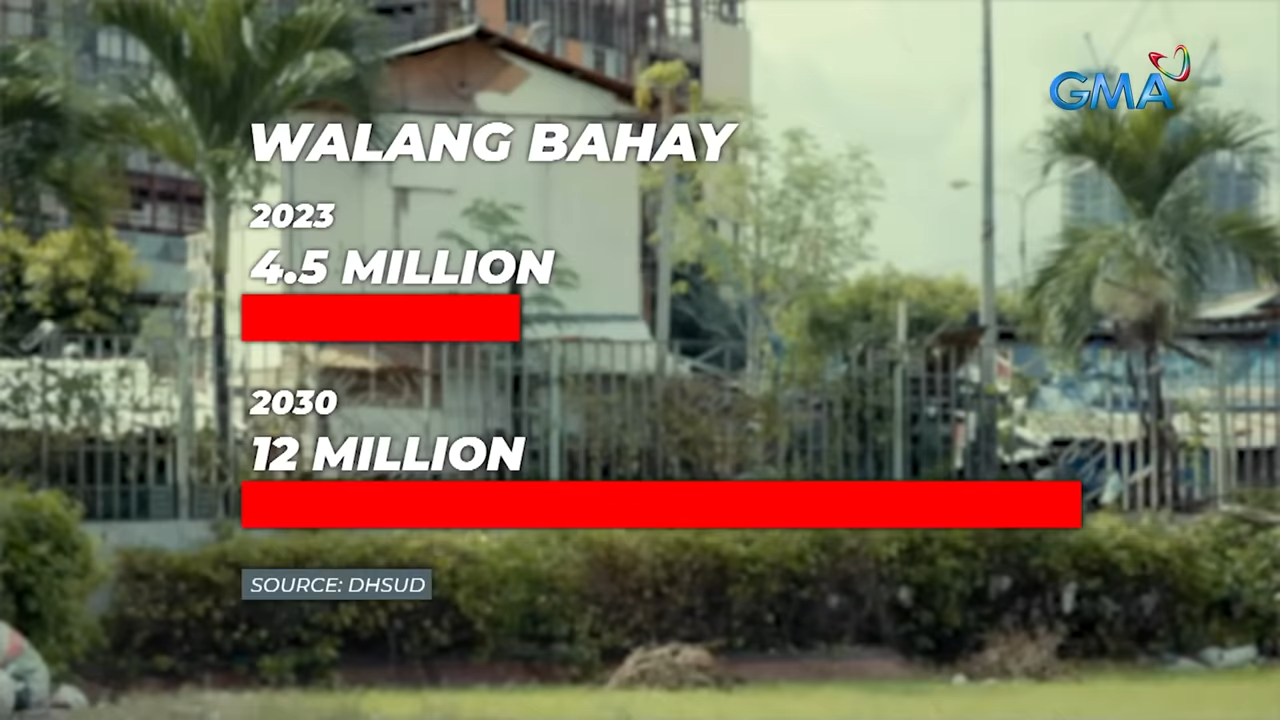 GMA
WALANG BAHAY
2023
4.5 MILLION
2030
12 MILLION
SOURCE: DHSUD